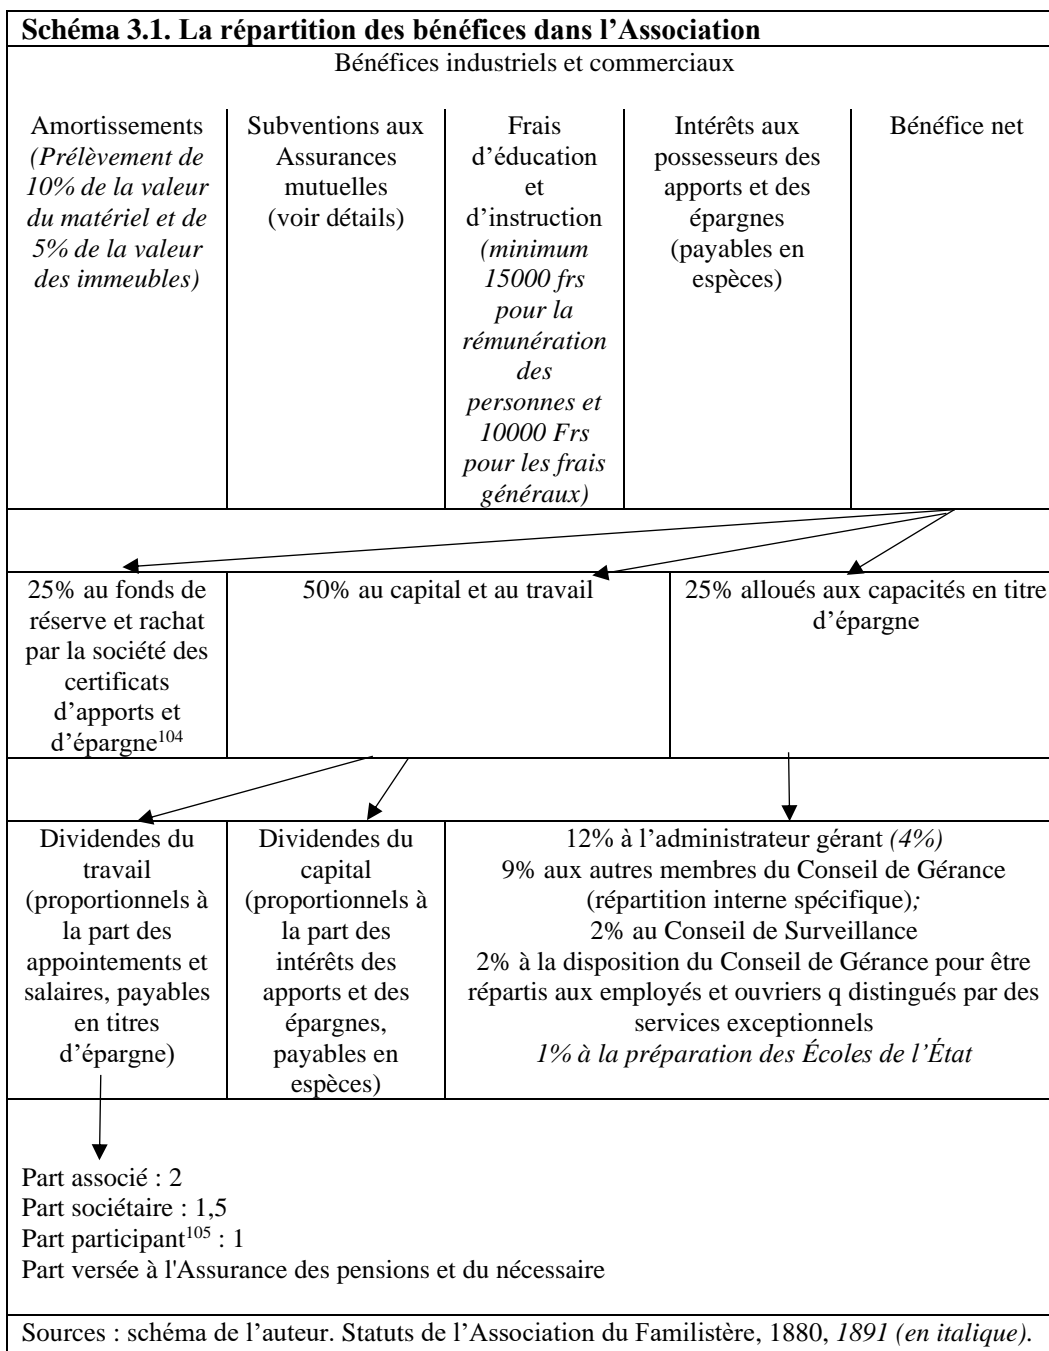 Schéma 3.1. La répartition des bénéfices dans l’Association
Bénéfices industriels et commerciaux
Amortissements
(Prélèvement de
10% de la valeur
du matériel et de
5% de la valeur
des immeubles)
Subventions aux
Assurances
mutuelles
(voir détails)
Frais
d’éducation
et
d’instruction
(minimum
15000 frs
pour la
rémunération
des
personnes et
10000 Frs
pour les frais
généraux)
Intérêts aux
possesseurs des
apports et des
épargnes
(payables en
espèces)
Bénéfice net
25% au fonds de
réserve et rachat
par la société des
certificats
d’apports et
d’épargne104
50% au capital et au travail
25% alloués aux capacités en titre
d’épargne
Dividendes du
travail
(proportionnels à
la part des
appointements et
salaires, payables
en titres
d’épargne)
Dividendes du
capital
(proportionnels à
la part des
intérêts des
apports et des
épargnes,
payables en
espèces)
12% à l’administrateur gérant (4%)
9% aux autres membres du Conseil de Gérance
(répartition interne spécifique);
2% au Conseil de Surveillance
2% à la disposition du Conseil de Gérance pour être
répartis aux employés et ouvriers q distingués par des
services exceptionnels
1% à la préparation des Écoles de l’État
Part associé : 2
Part sociétaire : 1,5
Part participant105 : 1
Part versée à l'Assurance des pensions et du nécessaire
Sources : schéma de l’auteur. Statuts de l’Association du Familistère, 1880, 1891 (en italique).